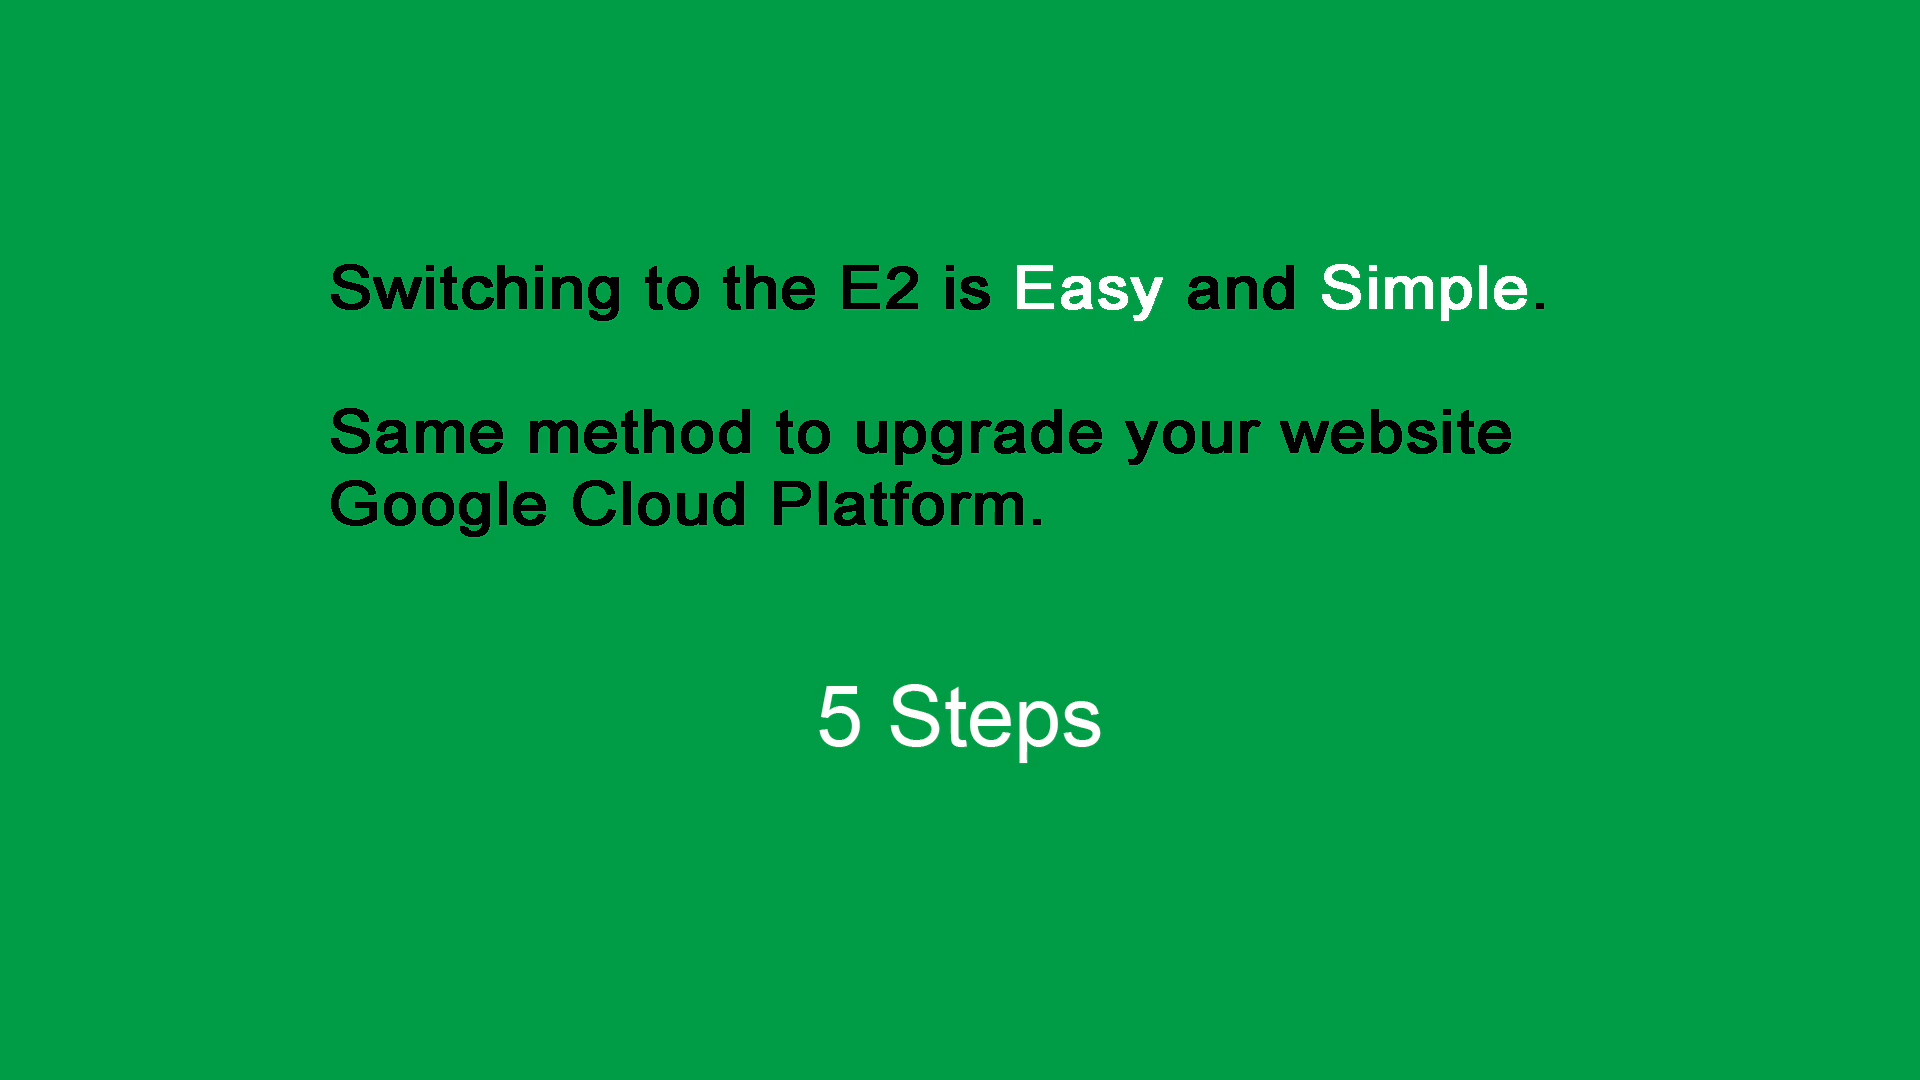 Switching to the E2 is Easy and Simple.
Same method to upgrade your website
Google Cloud Platform.
5 Steps